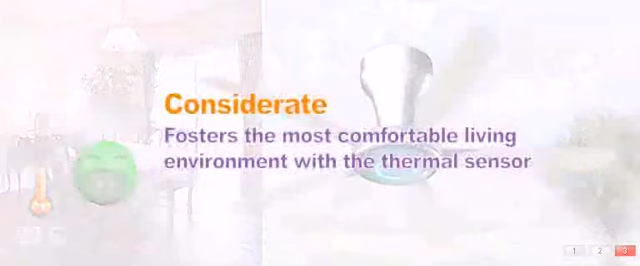 Considerate
Fosters the most comfortable living
environment with the thermal sensor
1 2 3